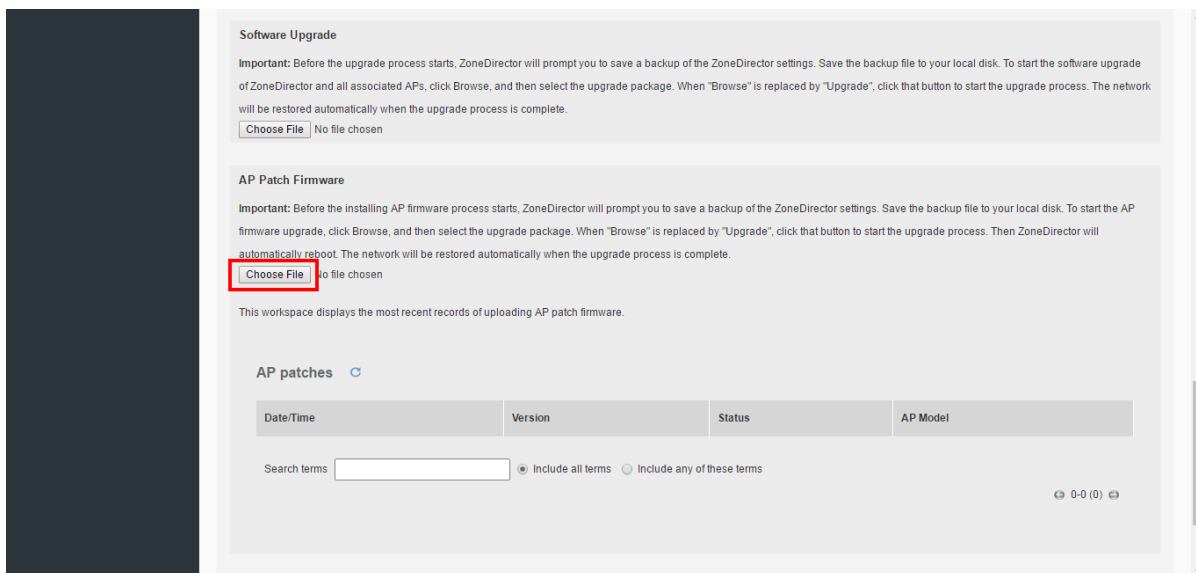 Software Upgrade
Important: Before the upgrade process starts, ZoneDirector will prompt you to save a backup of the ZoneDirector settings. Save the backup file to your local disk. To start the software upgrade
of ZoneDirector and all associated APs, click Browse, and then select the upgrade package. When "Browse" is replaced by "Upgrade", click that button to start the upgrade process. The network
will be restored automatically when the upgrade process is complete.
Choose File No file chosen
AP Patch Firmware
Important: Before the installing AP firmware process starts, ZoneDirector will prompt you to save a backup of the ZoneDirector settings. Save the backup file to your local disk. To start the AP
firmware upgrade, click Browse, and then select the upgrade package. When "Browse" is replaced by "Upgrade", click that button to start the upgrade process. Then ZoneDirector will
automatically reboot. The network will be restored automatically when the upgrade process is complete.
Choose File No file chosen
This workspace displays the most recent records of uploading AP patch firmware.
AP patches
Date/Time Version Status AP Model
Search terms Include all terms Include any of these terms
0-0 (0)